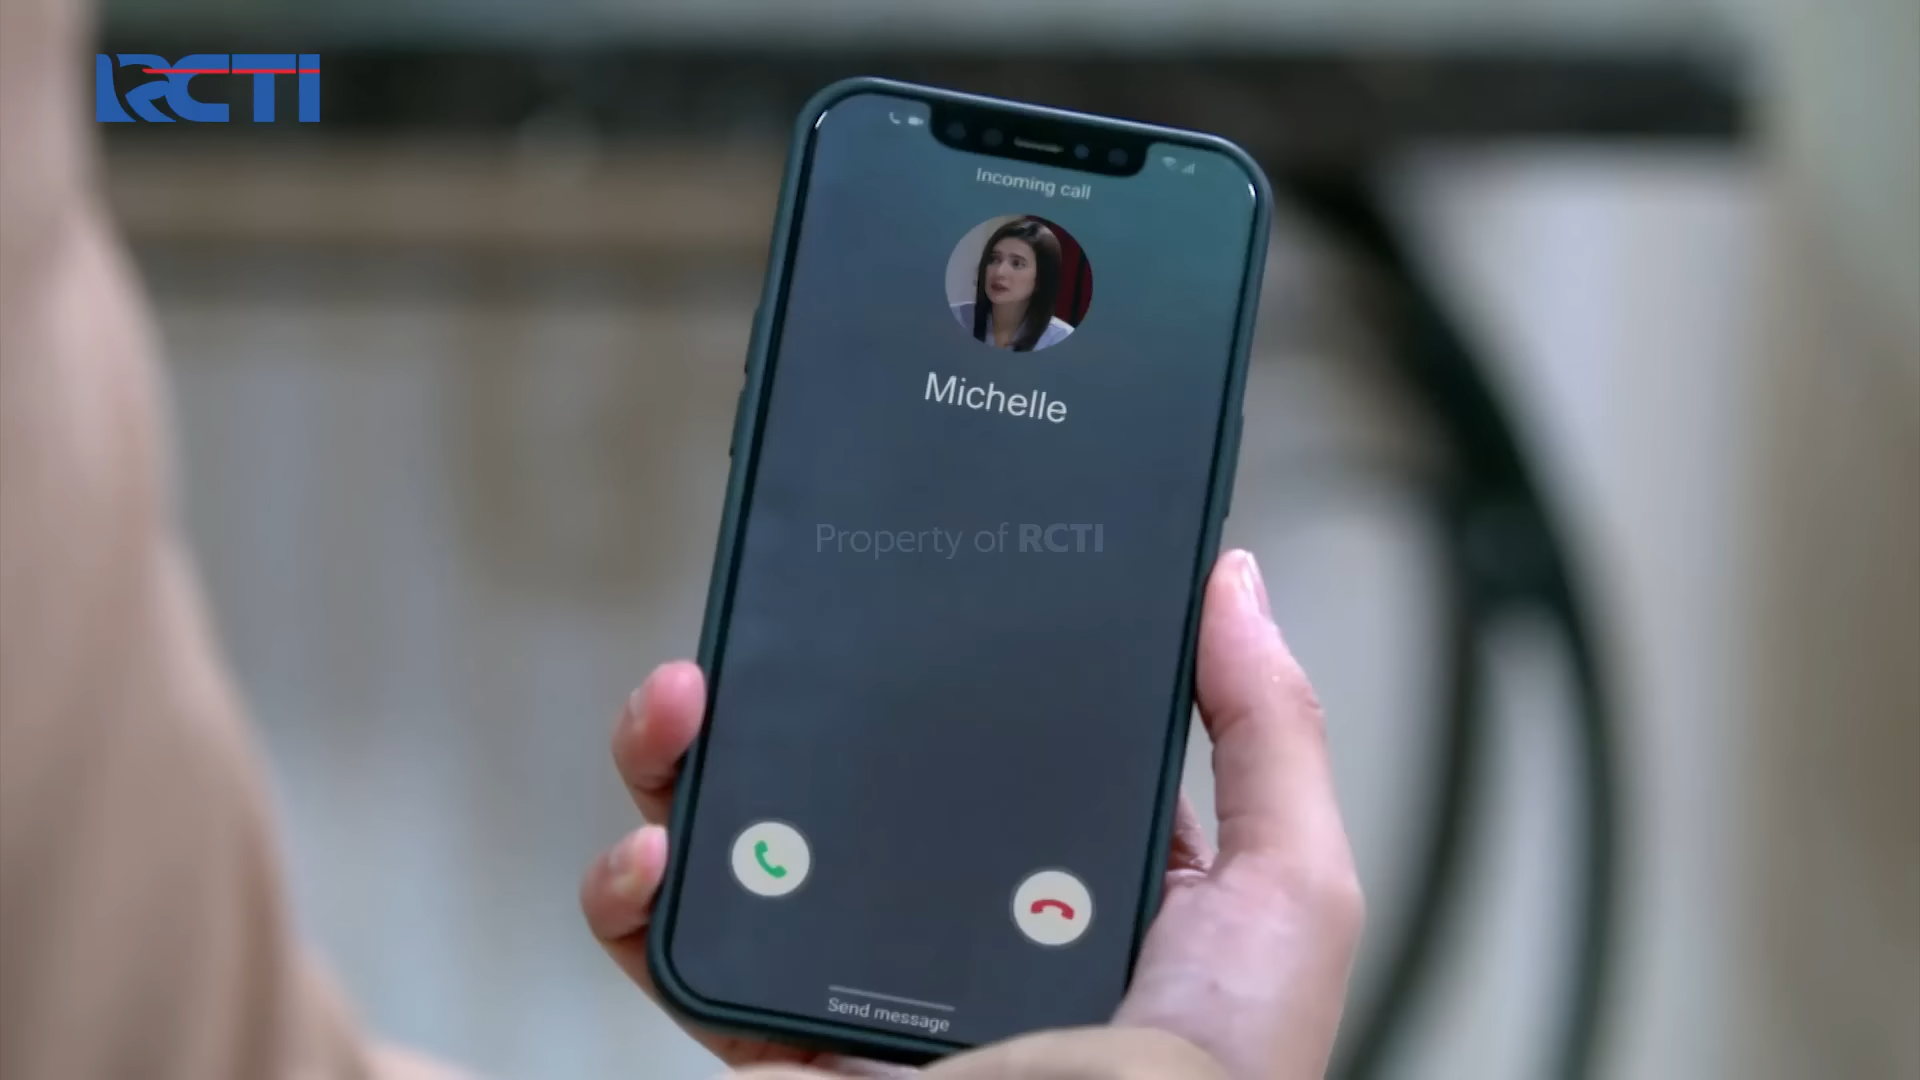 RCTI
Incoming call
Michelle
Property of RCTI
Send message